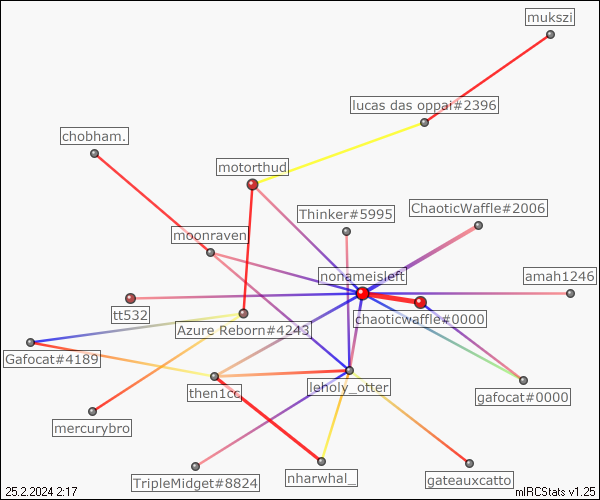 mukszi
lucas das oppai#2396
chobham.
motorthud
Thinker#5995
ChaoticWaffle#2006
moonraven
nonameisleft
amah1246
tt532
chaoticwaffle#0000
Azure Reborn#4243
Gafocat#4189
leholy_otter
then1cc
gafocat#0000
mercurybro
TripleMidget#8824
nharwhal_
gateauxcatto
25.2.2024 2:17
mIRCStats v1.25